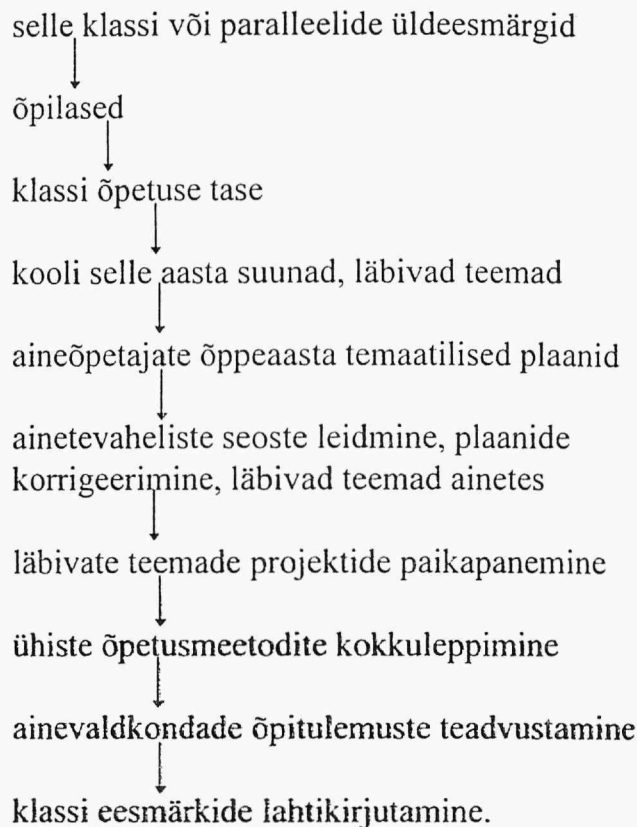 selle klassi või paralleelide üldeesmärgid
õpilased
klassi õpetuse tase
kooli selle aasta suunad, läbivad teemad
aineõpetajate õppeaasta temaatilised plaanid
ainetevaheliste seoste leidmine, plaanide
korrigeerimine, läbivad teemad ainetes
läbivate teemade projektide paikapanemine
ühiste õpetusmeetodite kokkuleppimine
ainevaldkondade õpitulemuste teadvustamine
klassi eesmärkide lahtikirjutamine.